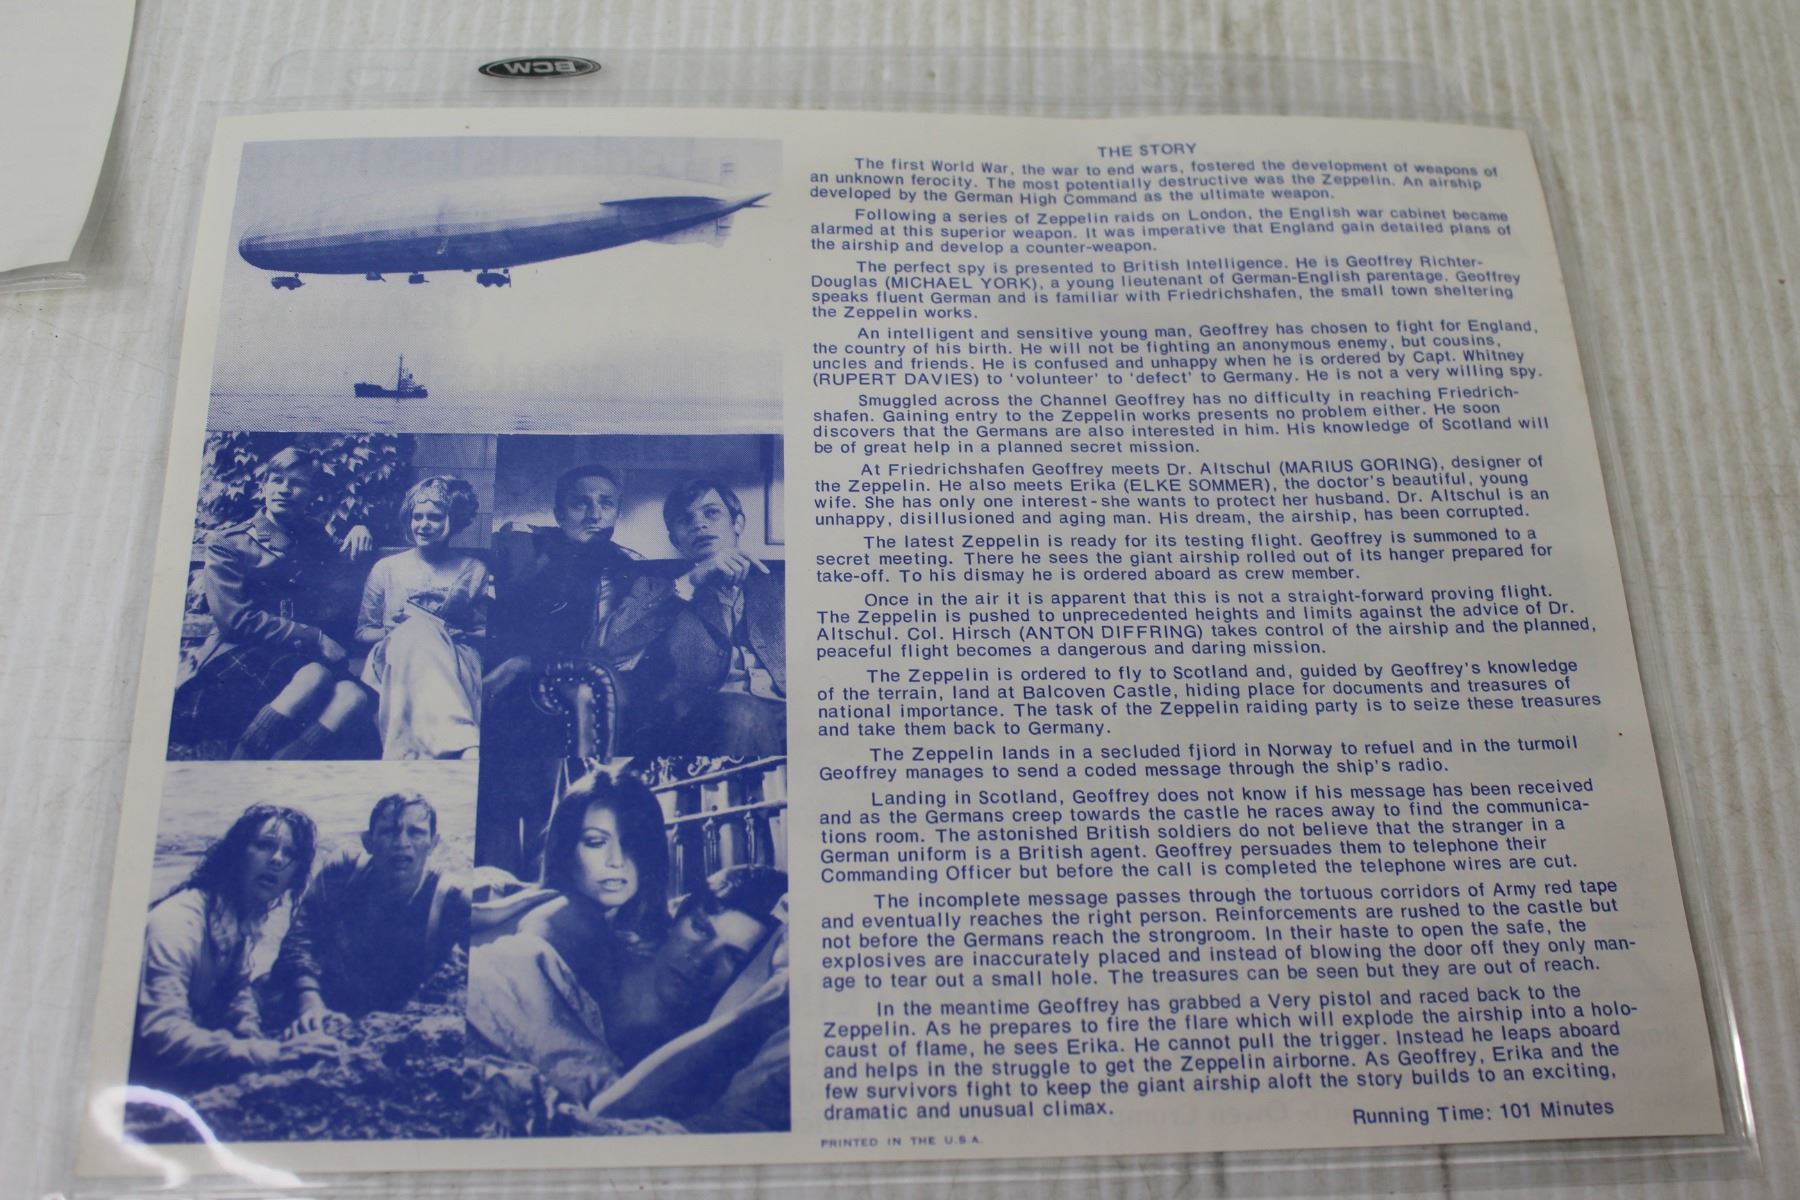 BCW
THE STORY
The first World War, the war to end wars, fostered the development of weapons of
an unknown ferocity. The most potentially destructive was the Zeppelin. An airship
developed by the German High Command as the ultimate weapon.
Following a series of Zeppelin raids on London, the English war cabinet became
alarmed at this superior weapon. It was imperative that England gain detailed plans of
the airship and develop a counter-weapon.
The perfect spy is presented to British Intelligence. He is Geoffrey Richter-
Douglas (MICHAEL YORK), a young lieutenant of German-English parentage. Geoffrey
speaks fluent German and is familiar with Friedrichshafen, the small town sheltering
the Zeppelin works.
An intelligent and sensitive young man, Geoffrey has chosen to fight for England,
the country of his birth. He will not be fighting an anonymous enemy, but cousins,
uncles and friends. He is confused and unhappy when he is ordered by Capt. Whitney
(RUPERT DAVIES) to 'volunteer' to 'defect' to Germany. He is not a very willing spy.
Smuggled across the Channel Geoffrey has no difficulty in reaching Friedrich-
shafen. Gaining entry to the Zeppelin works presents no problem either. He soon
discovers that the Germans are also interested in him. His knowledge of Scotland will
be of great help in a planned secret mission.
At Friedrichshafen Geoffrey meets Dr. Altschul (MARIUS GORING), designer of
the Zeppelin. He also meets Erika (ELKE SOMMER), the doctor's beautiful, young
wife. She has only one interest - she wants to protect her husband. Dr. Altschul is an
unhappy, disillusioned and aging man. His dream, the airship, has been corrupted.
The latest Zeppelin is ready for its testing flight. Geoffrey is summoned to a
secret meeting. There he sees the giant airship rolled out of its hanger prepared for
take-off. To his dismay he is ordered aboard as crew member.
Once in the air it is apparent that this is not a straight-forward proving flight.
The Zeppelin is pushed to unprecedented heights and limits against the advice of Dr.
Altschul. Col. Hirsch (ANTON DIFFRING) takes control of the airship and the planned,
peaceful flight becomes a dangerous and daring mission.
The Zeppelin is ordered to fly to Scotland and, guided by Geoffrey's knowledge
of the terrain, land at Balcoven Castle, hiding place for documents and treasures of
national importance. The task of the Zeppelin raiding party is to seize these treasures
and take them back to Germany.
The Zeppelin lands in a secluded fjiord in Norway to refuel and in the turmoil
Geoffrey manages to send a coded message through the ship's radio.
Landing in Scotland, Geoffrey does not know if his message has been received
and as the Germans creep towards the castle he races away to find the communica-
tions room. The astonished British soldiers do not believe that the stranger in a
German uniform is a British agent. Geoffrey persuades them to telephone their
Commanding Officer but before the call is completed the telephone wires are cut.
The incomplete message passes through the tortuous corridors of Army red tape
and eventually reaches the right person. Reinforcements are rushed to the castle but
not before the Germans reach the strongroom. In their haste to open the safe, the
explosives are inaccurately placed and instead of blowing the door off they only man-
age to tear out a small hole. The treasures can be seen but they are out of reach.
In the meantime Geoffrey has grabbed a Very pistol and raced back to the
Zeppelin. As he prepares to fire the flare which will explode the airship into a holo-
caust of flame, he sees Erika. He cannot pull the trigger. Instead he leaps aboard
and helps in the struggle to get the Zeppelin airborne. As Geoffrey, Erika and the
few survivors fight to keep the giant airship aloft the story builds to an exciting,
dramatic and unusual climax.
Running Time: 101 Minutes
PRINTED IN THE U.S.A.